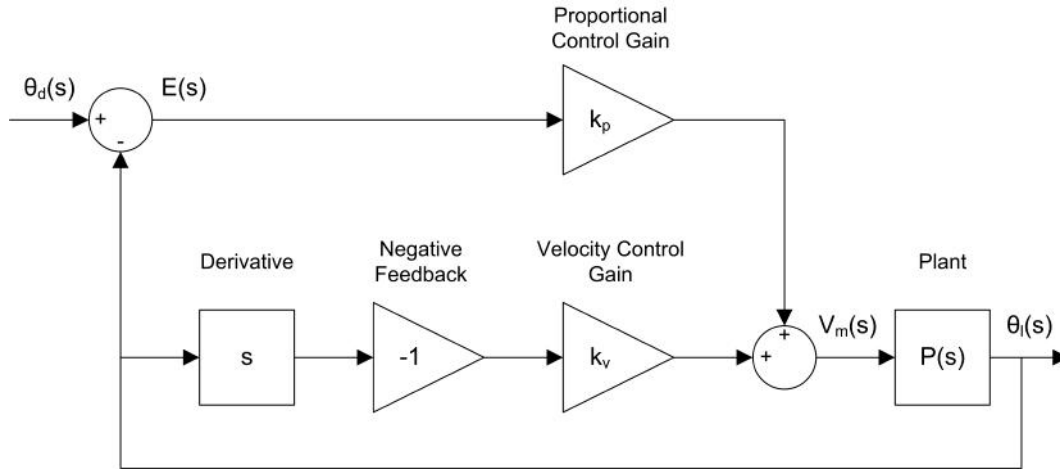 Proportional
Control Gain
θd(s)
E(s)
+
-
kp
Derivative
Negative
Feedback
Velocity Control
Gain
Plant
s
-1
kv
+
+
Vm(s)
P(s)
θl(s)